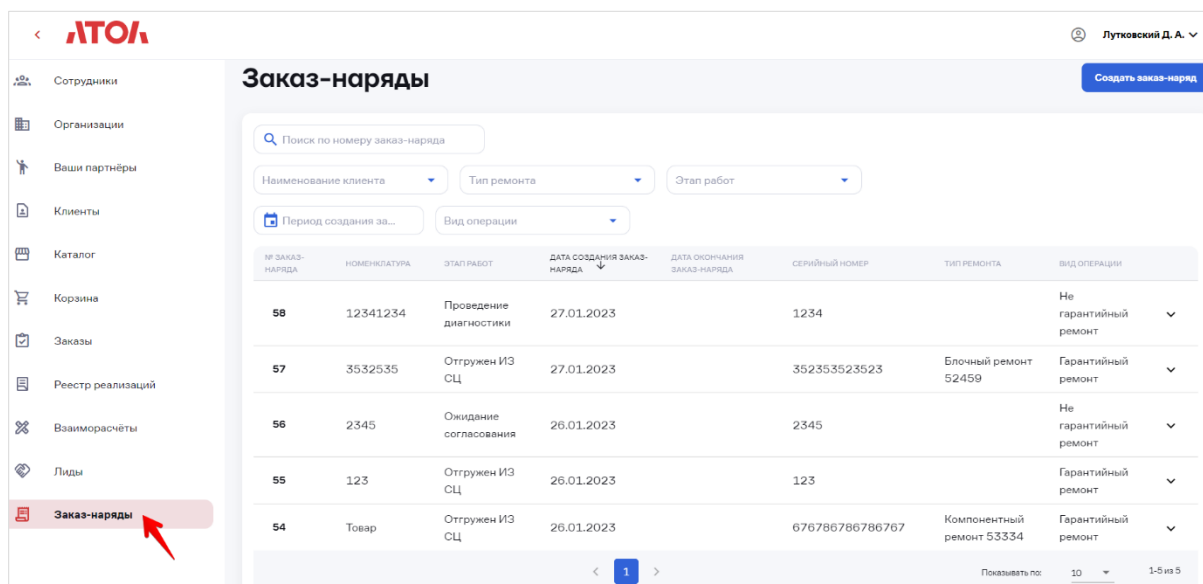 АТОЛ
Лутковский Д. А.
Сотрудники
Организации
Ваши партнёры
Клиенты
Каталог
Корзина
Заказы
Реестр реализаций
Взаиморасчёты
Лиды
Заказ-наряды
Заказ-наряды
Создать заказ-наряд
Поиск по номеру заказ-наряда
Наименование клиента
Тип ремонта
Этап работ
Период создания за...
Вид операции
№ ЗАКАЗ-
НАРЯДА
НОМЕНКЛАТУРА
ЭТАП РАБОТ
ДАТА СОЗДАНИЯ ЗАКАЗ-
НАРЯДА
ДАТА ОКОНЧАНИЯ
ЗАКАЗ-НАРЯДА
СЕРИЙНЫЙ НОМЕР
ТИП РЕМОНТА
ВИД ОПЕРАЦИИ
58
12341234
Проведение
диагностики
27.01.2023
1234
Не
гарантийный
ремонт
57
3532535
Отгружен ИЗ
СЦ
27.01.2023
352353523523
Блочный ремонт
52459
Гарантийный
ремонт
56
2345
Ожидание
согласования
26.01.2023
2345
Не
гарантийный
ремонт
55
123
Отгружен ИЗ
СЦ
26.01.2023
123
Гарантийный
ремонт
54
Товар
Отгружен ИЗ
СЦ
26.01.2023
676786786786767
Компонентный
ремонт 53334
Гарантийный
ремонт
1
Показывать по:
10
1-5 из 5